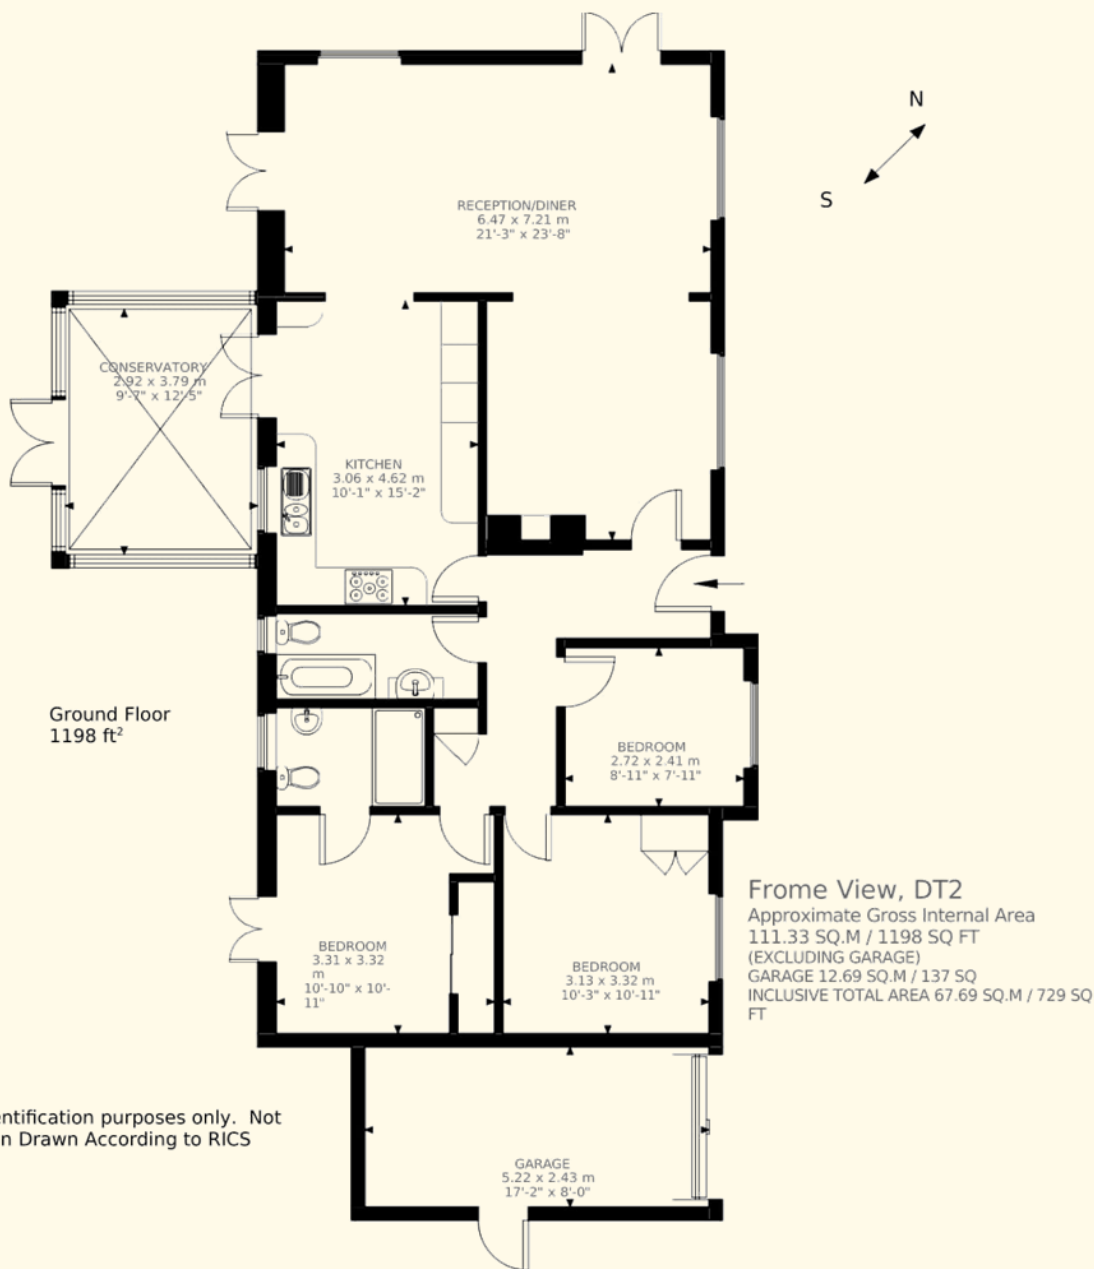 N
S
RECEPTION/DINER
6.47 x 7.21 m
21'-3" x 23'-8"
CONSERVATORY
2.92 x 3.79 m
9'-7" x 12'-5"
KITCHEN
3.06 x 4.62 m
10'-1" x 15'-2"
Ground Floor
1198 ft²
BEDROOM
2.72 x 2.41 m
8'-11" x 7'-11"
BEDROOM
3.31 x 3.32
m
10'-10" x 10'-
11"
BEDROOM
3.13 x 3.32 m
10'-3" x 10'-11"
Frome View, DT2
Approximate Gross Internal Area
111.33 SQ.M / 1198 SQ FT
(EXCLUDING GARAGE)
GARAGE 12.69 SQ.M / 137 SQ
INCLUSIVE TOTAL AREA 67.69 SQ.M / 729 SQ
FT
entification purposes only. Not
n Drawn According to RICS
GARAGE
5.22 x 2.43 m
17'-2" x 8'-0"